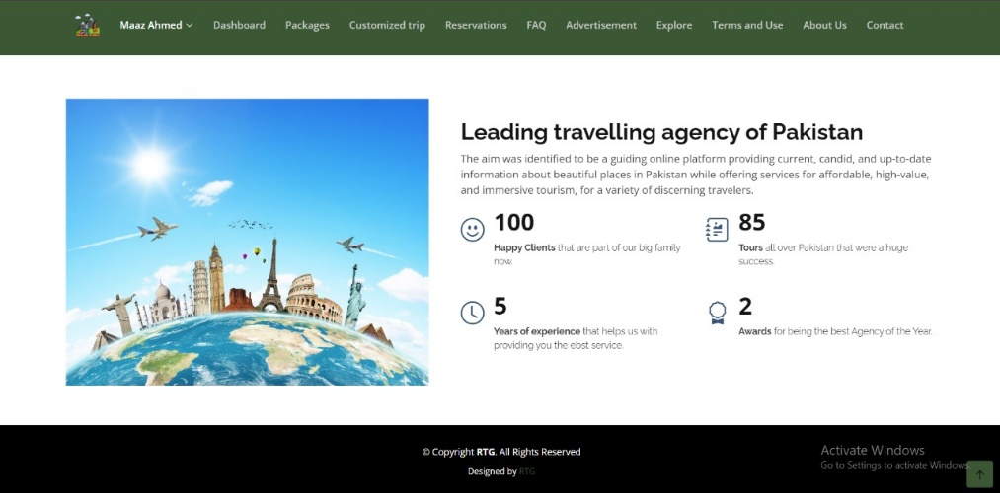 Maaz Ahmed Dashboard Packages Customized trip Reservations FAQ Advertisement Explore Terms and Use About Us Contact
Leading travelling agency of Pakistan
The aim was identified to be a guiding online platform providing current, candid, and up-to-date
information about beautiful places in Pakistan while offering services for affordable, high-value,
and immersive tourism, for a variety of discerning travelers.
100
Happy Clients that are part of our big family
now.
85
Tours all over Pakistan that were a huge
success.
5
Years of experience that helps us with
providing you the ebst service.
2
Awards for being the best Agency of the Year.
© Copyright RTG. All Rights Reserved
Designed by RTG
Activate Windows
Go to Settings to activate Windows.